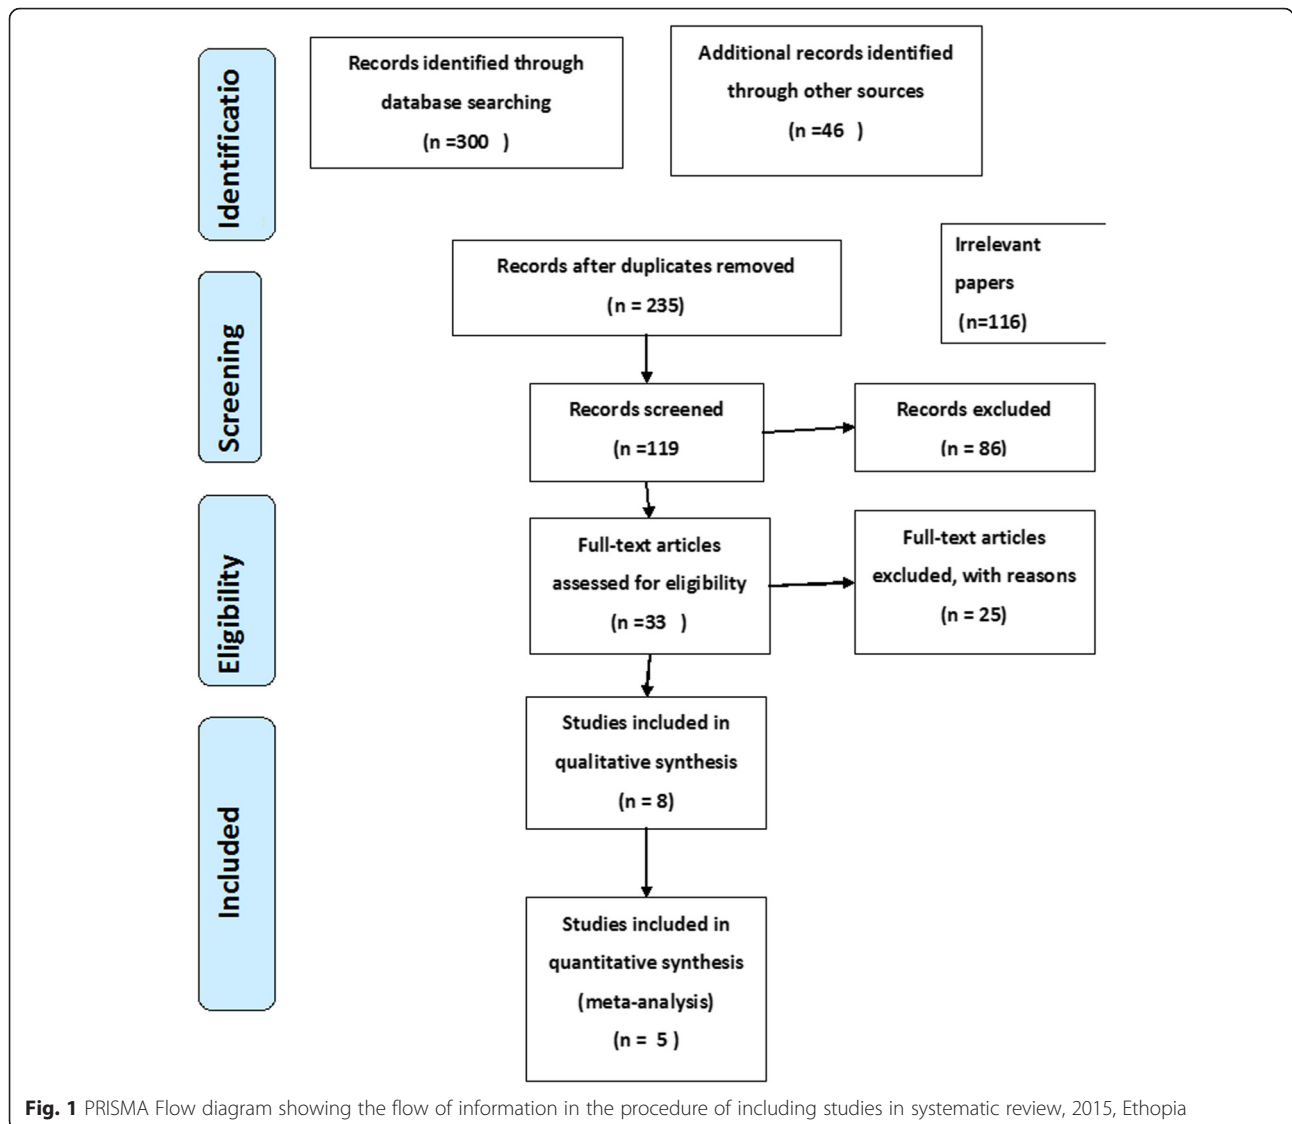 Identificatio
Records identified through
database searching
(n =300 )
Additional records identified
through other sources
(n =46 )
Records after duplicates removed
(n = 235)
Irrelevant
papers
(n=116)
Screening
Records screened
(n =119
Records excluded
(n = 86)
Eligibility
Full-text articles
assessed for eligibility
(n =33 )
Full-text articles
excluded, with reasons
(n = 25)
Included
Studies included in
qualitative synthesis
(n = 8)
Studies included in
quantitative synthesis
(meta-analysis)
(n = 5 )
Fig. 1 PRISMA Flow diagram showing the flow of information in the procedure of including studies in systematic review, 2015, Ethopia